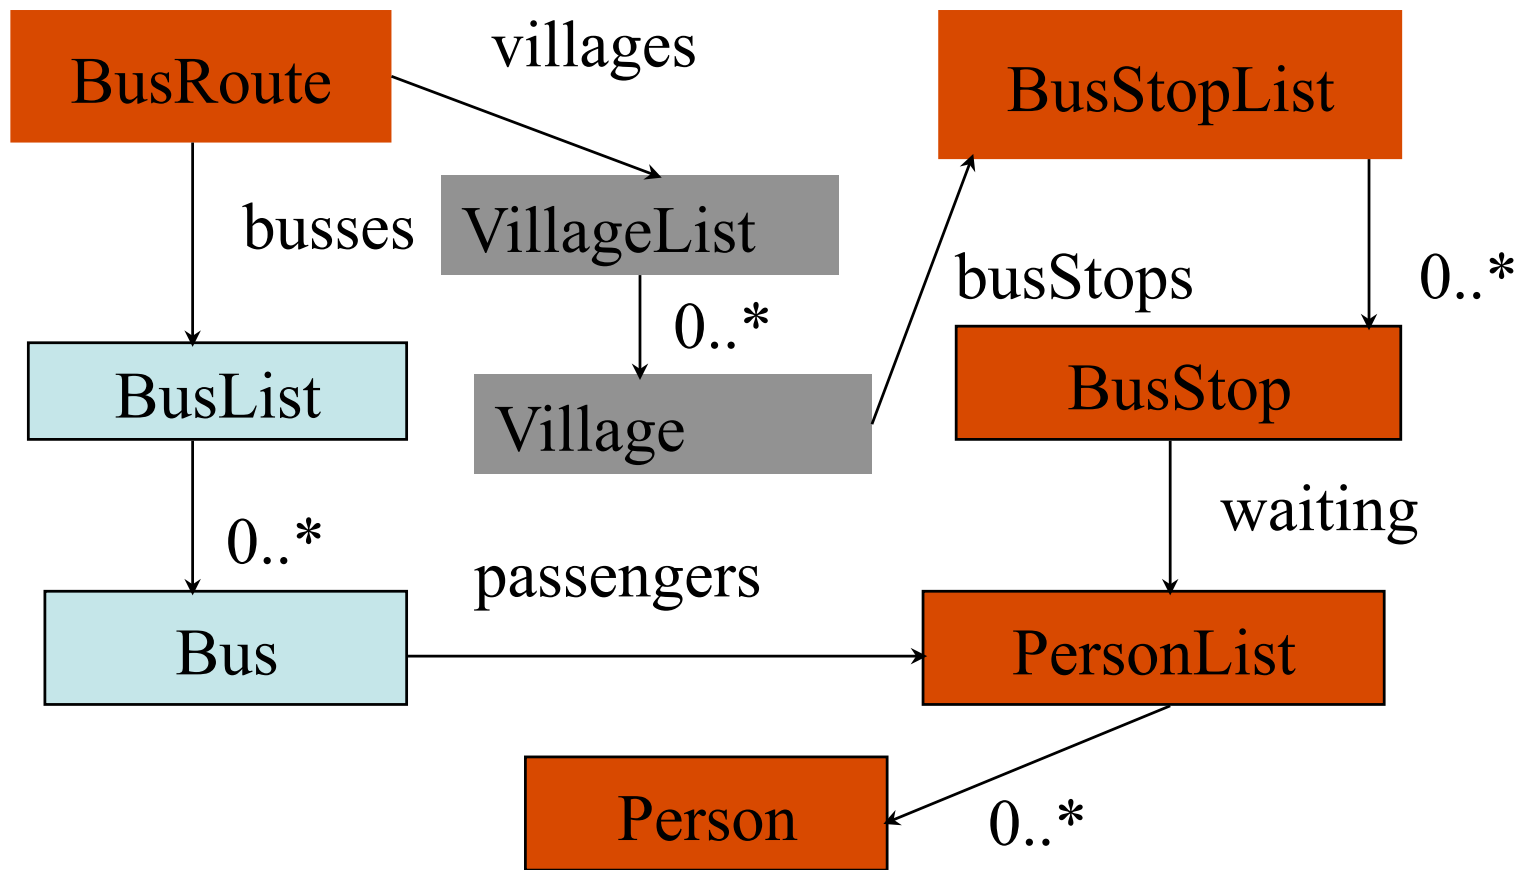 BusRoute
villages
BusStopList
busses
VillageList
busStops
0..*
0..*
BusList
Village
BusStop
0..*
waiting
passengers
Bus
PersonList
Person
0..*